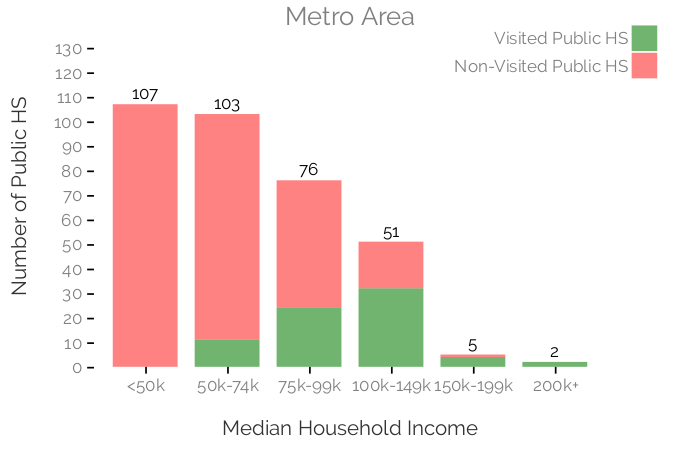 Metro Area
Visited Public HS
Non-Visited Public HS
Number of Public HS
130
120
110
100
90
80
70
60
50
40
30
20
10
0
107
103
76
51
5
2
<50k
50k-74k
75k-99k
100k-149k
150k-199k
200k+
Median Household Income